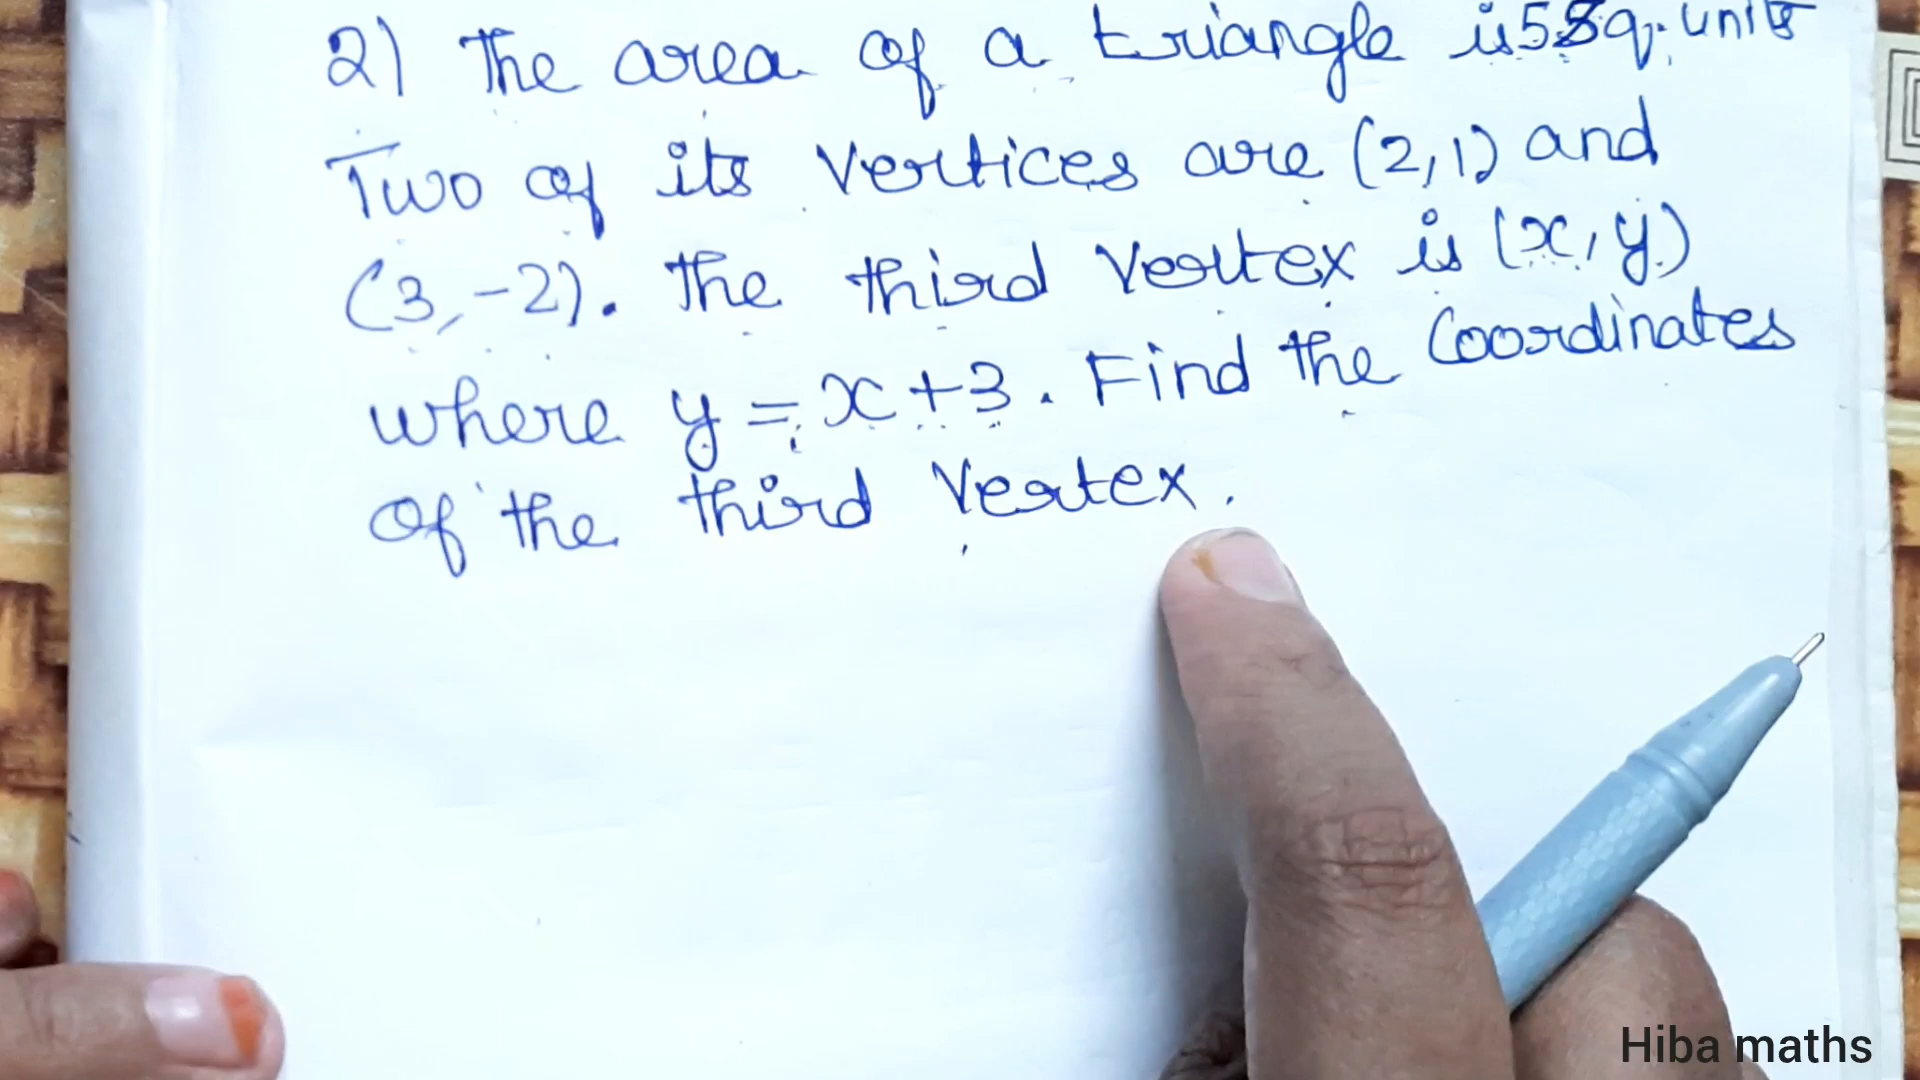 2) The area of a triangle is 5 sq. units
Two of its vertices are (2,1) and
(3,-2). The third vertex is (x,y)
where y = x+3. Find the Coordinates
Of the third Vertex.
Hiba maths